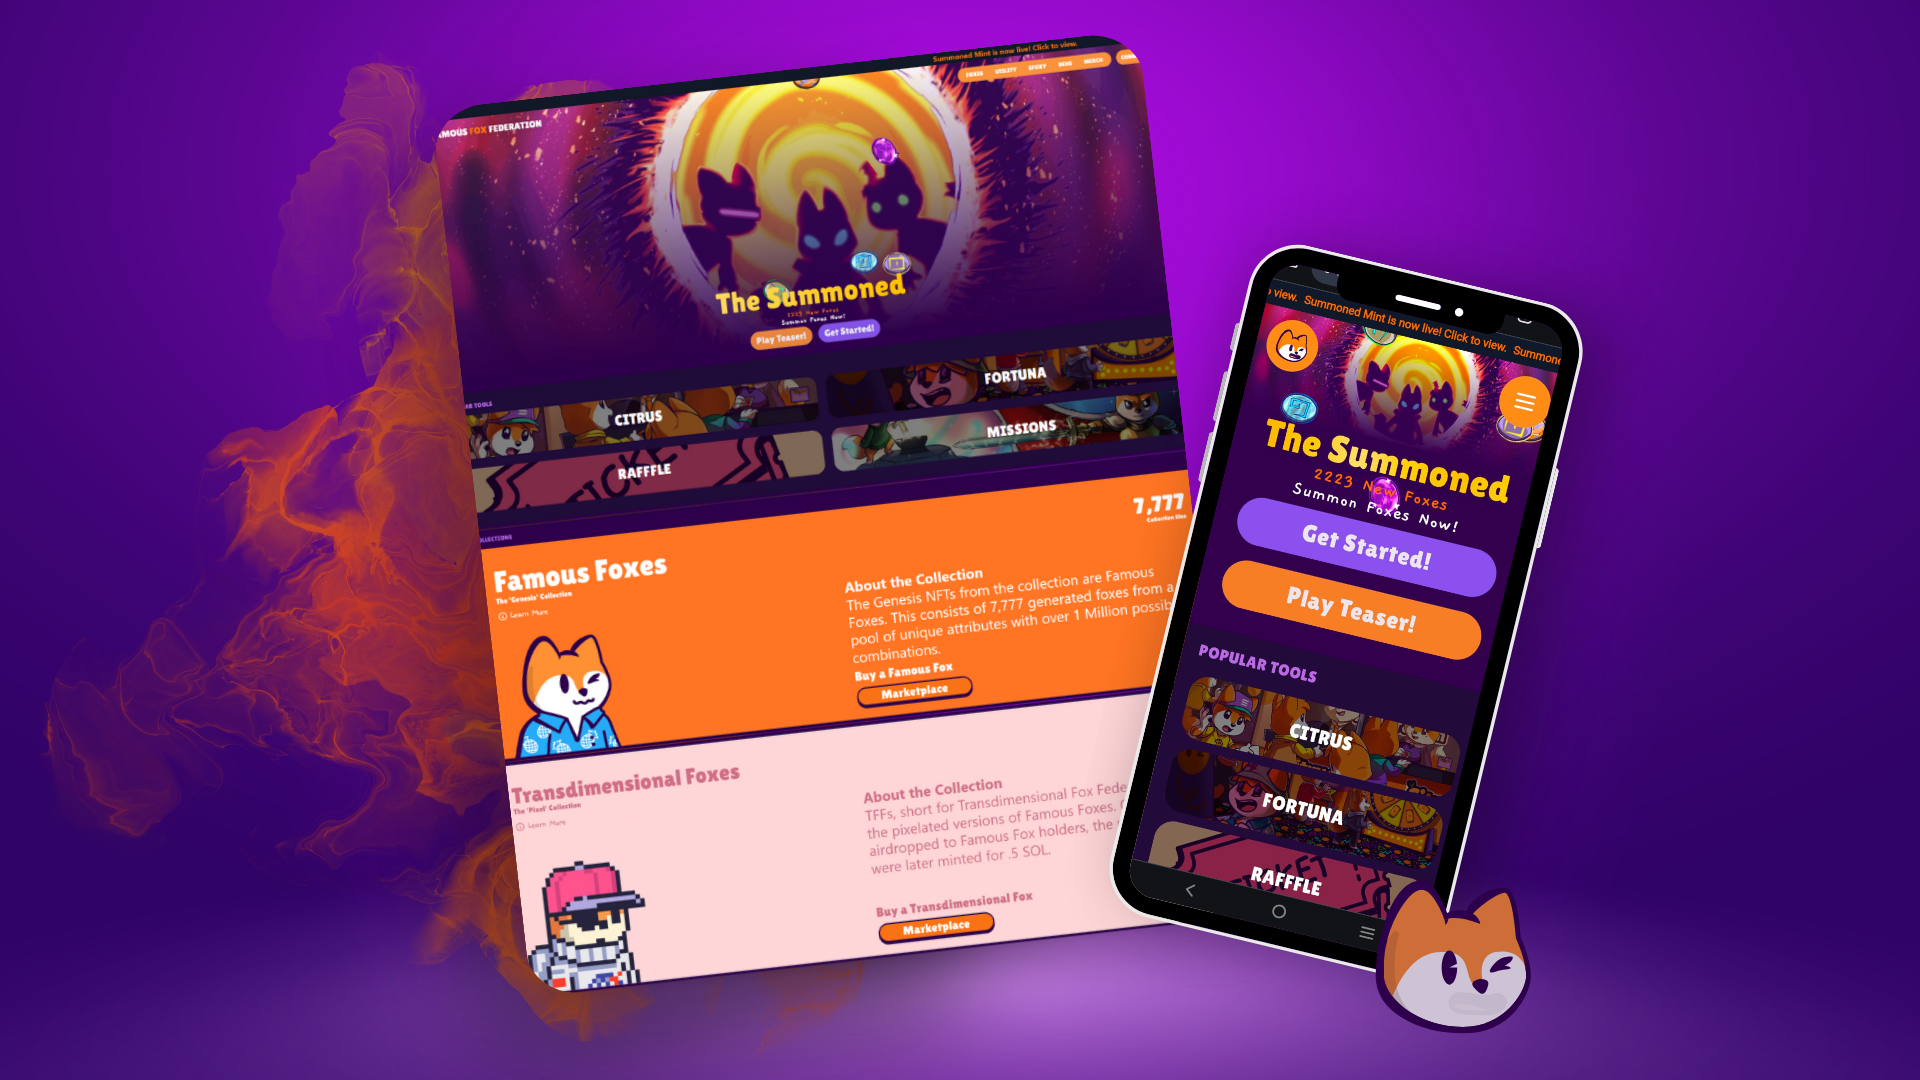 Summoned Mint is now live! Click to view.
FOXES UTILITY $FOXY DENS MERCH
AMOUS FOX FEDERATION
The Summoned
2223 New Foxes
Summon Foxes Now!
Play Teaser! Get Started!
AR TOOLS
CITRUS
FORTUNA
RAFFFLE
MISSIONS
OLLECTIONS
7,777
Collection Size
Famous Foxes
The 'Genesis' Collection
Learn More
About the Collection
The Genesis NFTs from the collection are Famous
Foxes. This consists of 7,777 generated foxes from a
pool of unique attributes with over 1 Million possib
combinations.
Buy a Famous Fox
Marketplace
Transdimensional Foxes
The 'Pixel' Collection
Learn More
About the Collection
TFFs, short for Transdimensional Fox Fede
the pixelated versions of Famous Foxes.
airdropped to Famous Fox holders, the
were later minted for .5 SOL.
Buy a Transdimensional Fox
Marketplace
o view. Summoned Mint is now live! Click to view. Summone
The Summoned
2223 New Foxes
Summon Foxes Now!
Get Started!
Play Teaser!
POPULAR TOOLS
CITRUS
FORTUNA
RAFFFLE